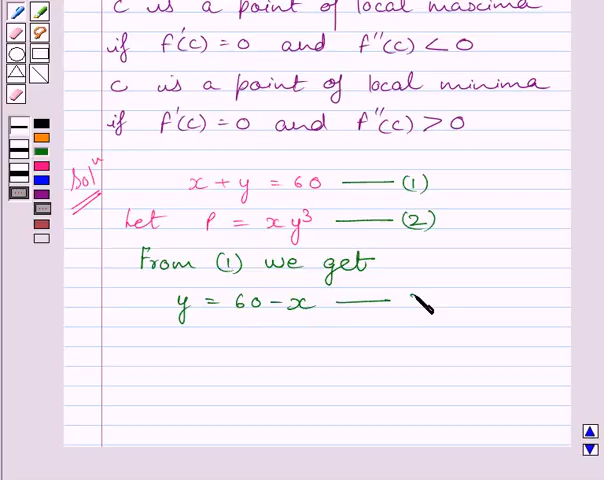 C is a point of local maxima
if f'(c) = 0 and f''(c) < 0
C is a point of local minima
if f'(c) = 0 and f''(c) > 0
Solⁿ x + y = 60 —— (1)
Let P = x y³ —— (2)
From (1) we get
y = 60 - x ——